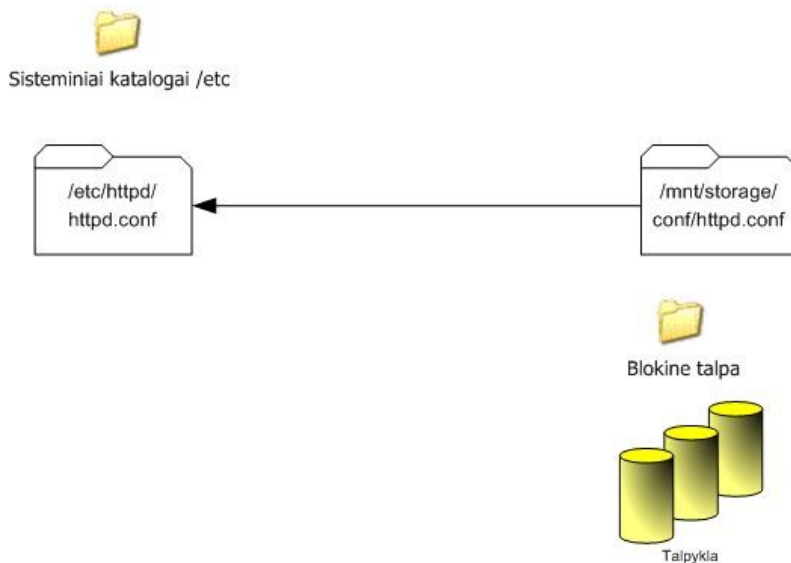 Sisteminiai katalogai /etc
/etc/httpd/
httpd.conf
/mnt/storage/
conf/httpd.conf
Blokine talpa
Talpykla